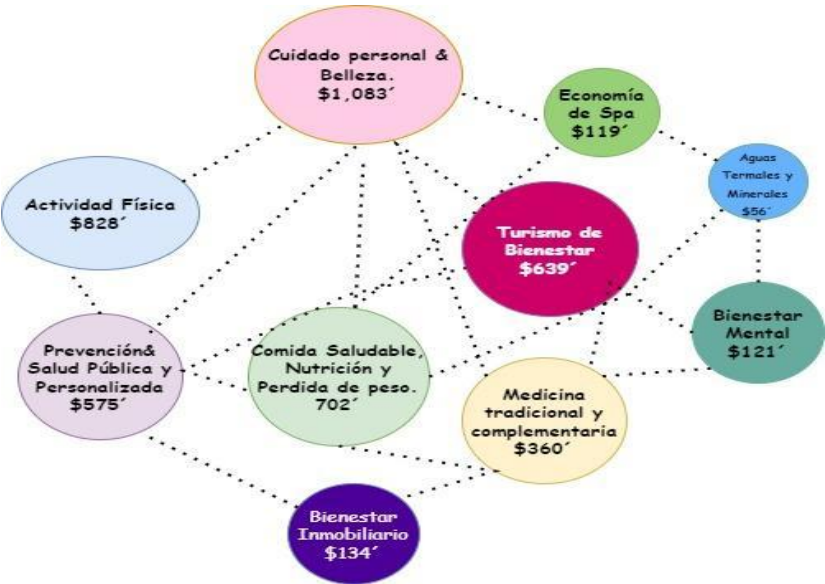 Cuidado personal &
Belleza.
$1,083´
Economía
de Spa
$119´
Aguas
Termales y
Minerales
$56´
Actividad Física
$828´
Turismo de
Bienestar
$639´
Bienestar
Mental
$121´
Prevención&
Salud Pública y
Personalizada
$575´
Comida Saludable,
Nutrición y
Perdida de peso.
702´
Medicina
tradicional y
complementaria
$360´
Bienestar
Inmobiliario
$134´